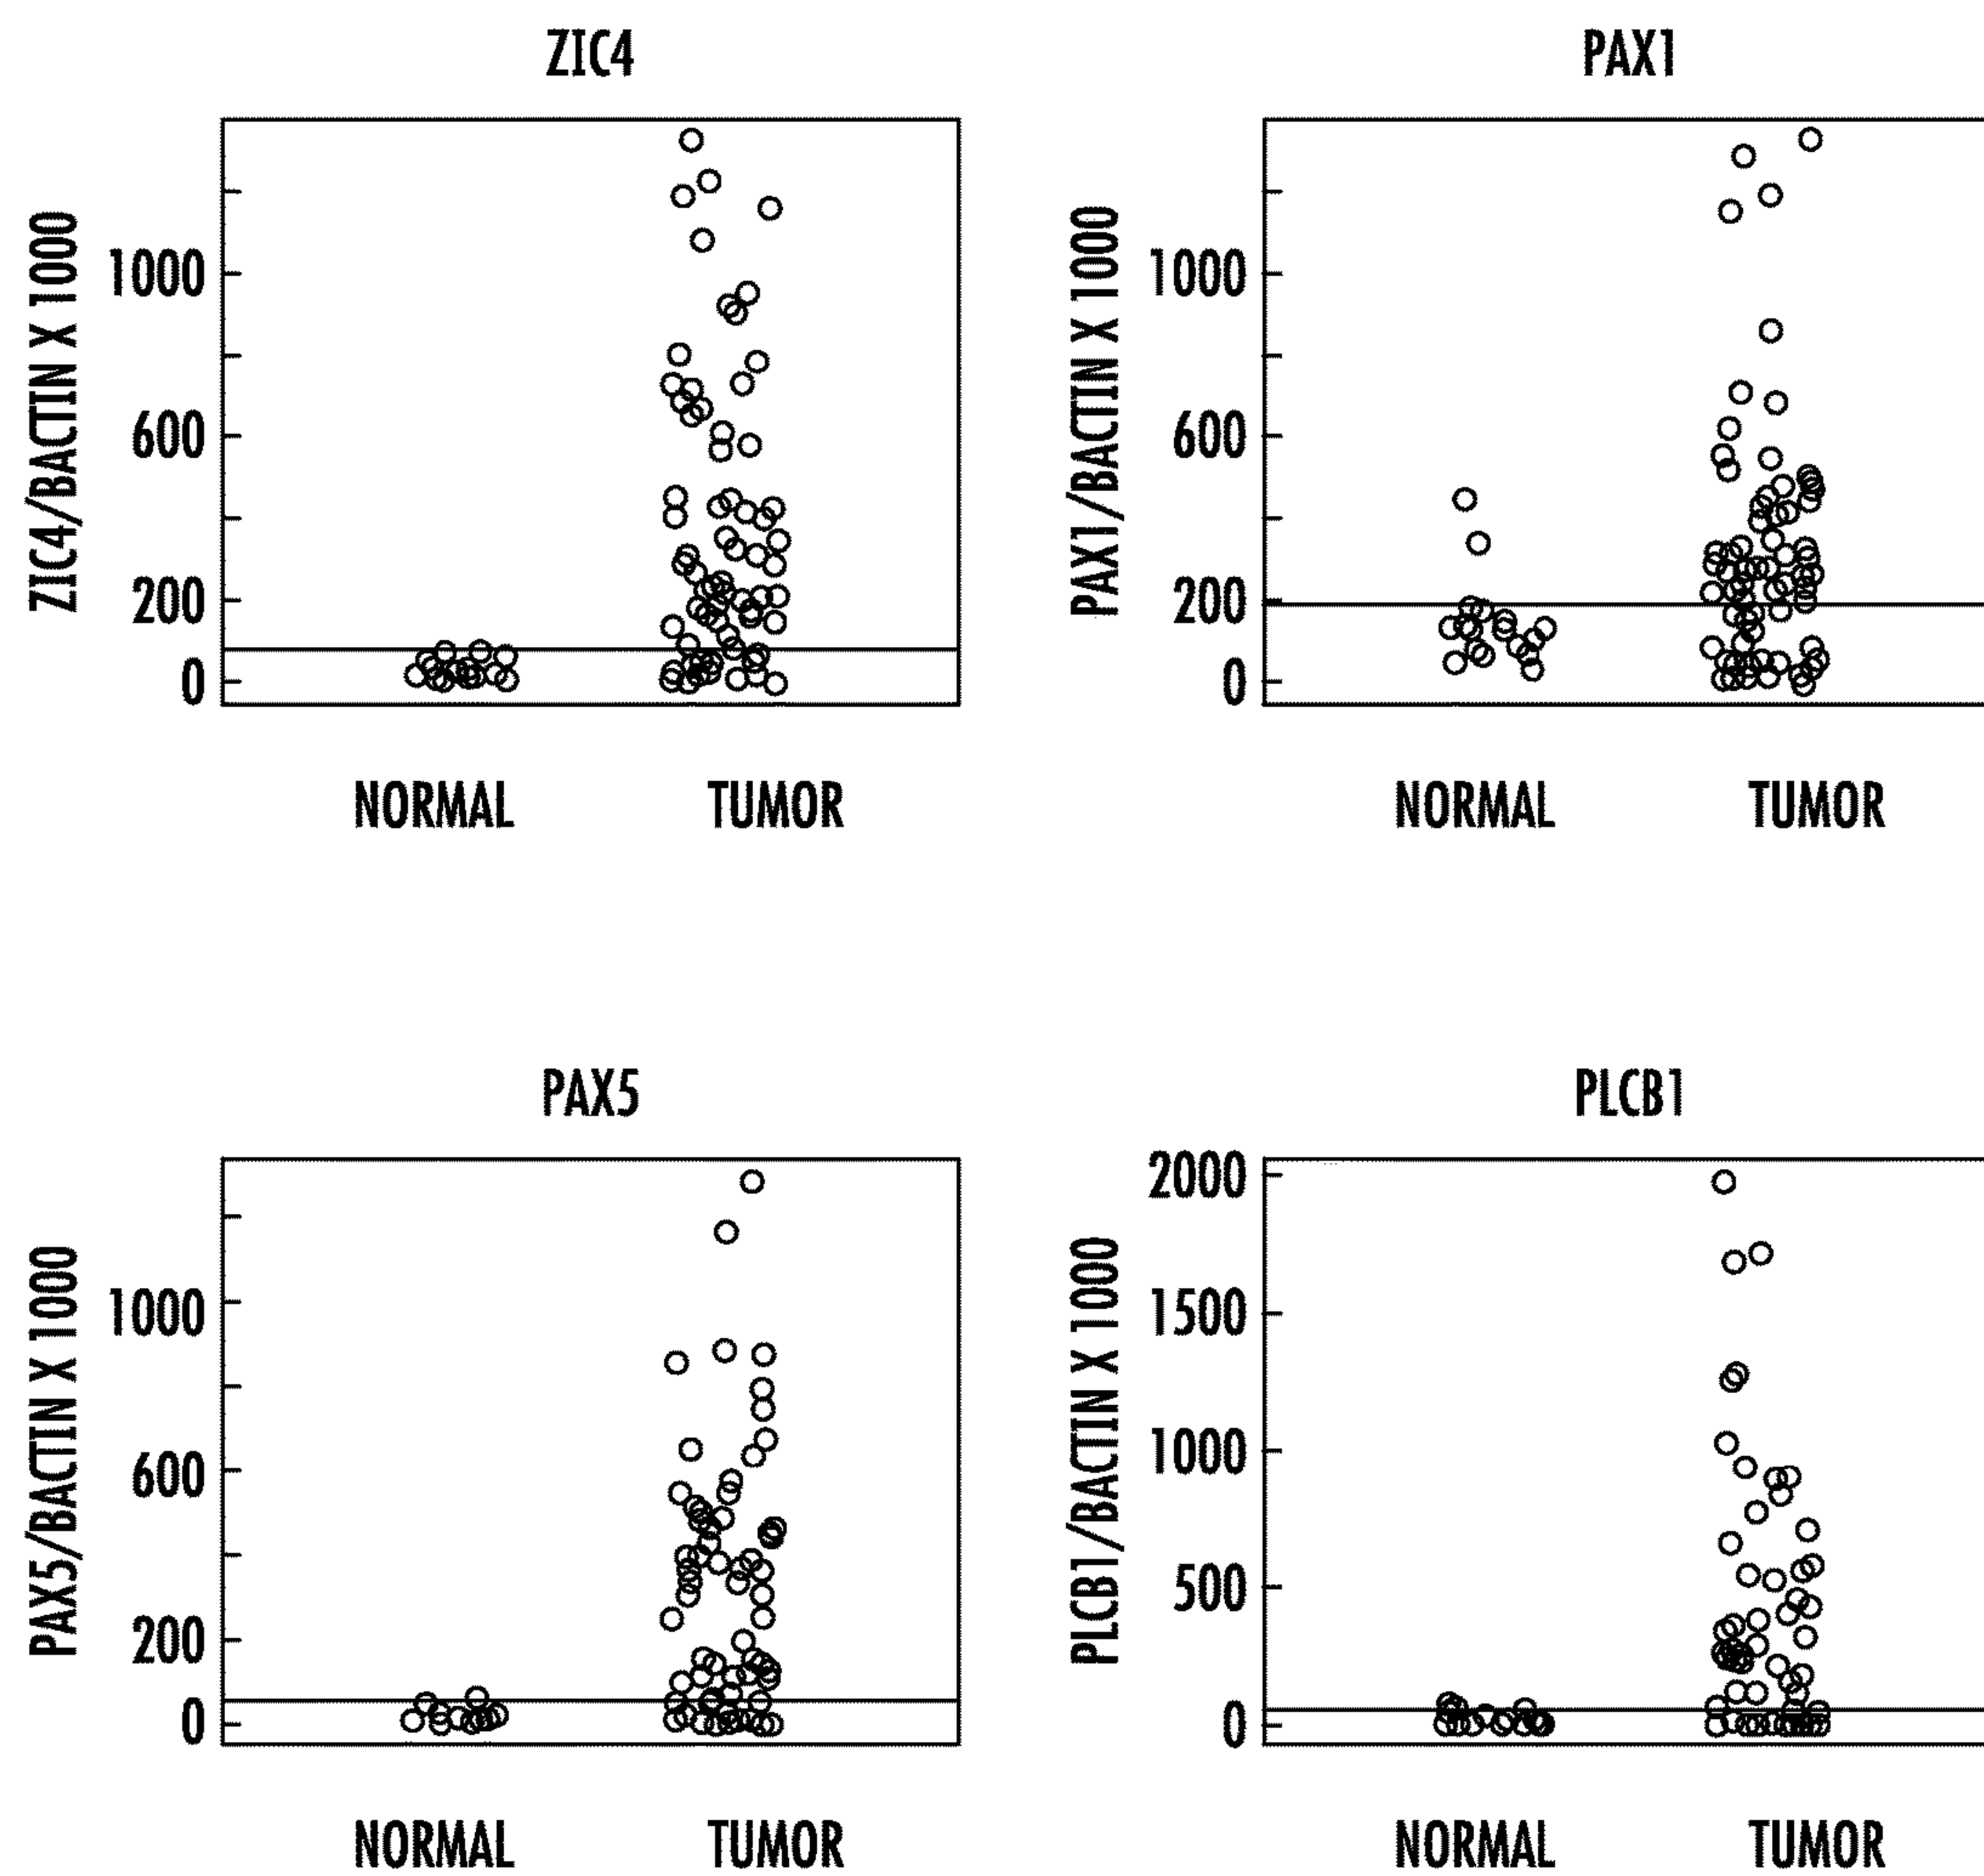 ZIC4
ZIC4/BACTIN X 1000
1000
600
200
0
NORMAL TUMOR
PAX1
PAX1/BACTIN X 1000
1000
600
200
0
NORMAL TUMOR
PAX5
PAX5/BACTIN X 1000
1000
600
200
0
NORMAL TUMOR
PLCB1
PLCB1/BACTIN X 1000
2000
1500
1000
500
0
NORMAL TUMOR